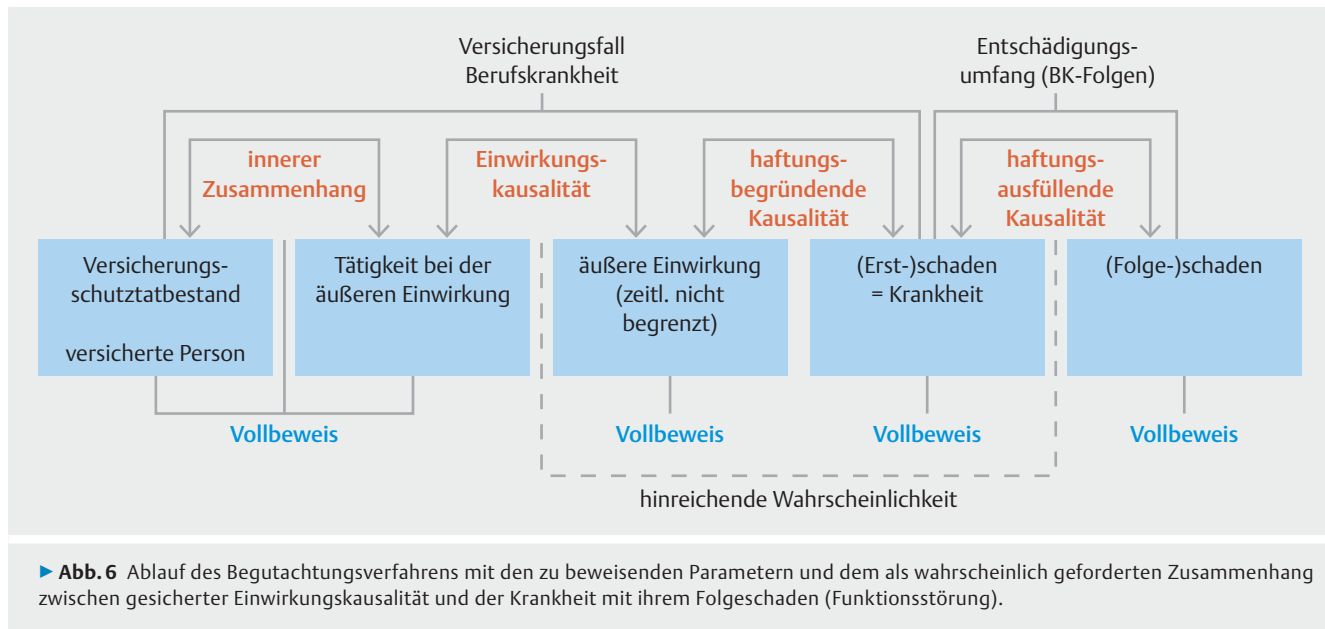 Versicherungsfall
Berufskrankheit
Entschädigungs-
umfang (BK-Folgen)
innerer
Zusammenhang
Einwirkungs-
kausalität
haftungs-
begründende
Kausalität
haftungs-
ausfüllende
Kausalität
Versicherungs-
schutztatbestand
versicherte Person
Tätigkeit bei der
äußeren Einwirkung
äußere Einwirkung
(zeitl. nicht
begrenzt)
(Erst-)schaden
= Krankheit
(Folge-)schaden
Vollbeweis
Vollbeweis
Vollbeweis
Vollbeweis
hinreichende Wahrscheinlichkeit
▶ Abb. 6 Ablauf des Begutachtungsverfahrens mit den zu beweisenden Parametern und dem als wahrscheinlich geforderten Zusammenhang
zwischen gesicherter Einwirkungskausalität und der Krankheit mit ihrem Folgeschaden (Funktionsstörung).